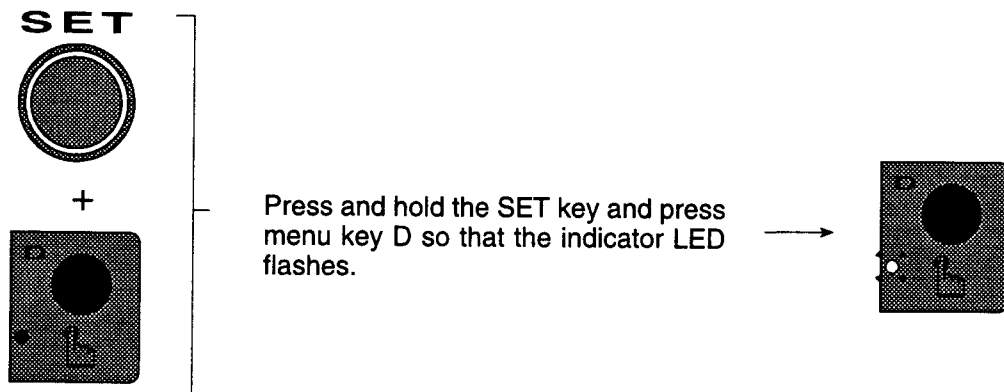 SET
+
D
Press and hold the SET key and press
menu key D so that the indicator LED
flashes.
D